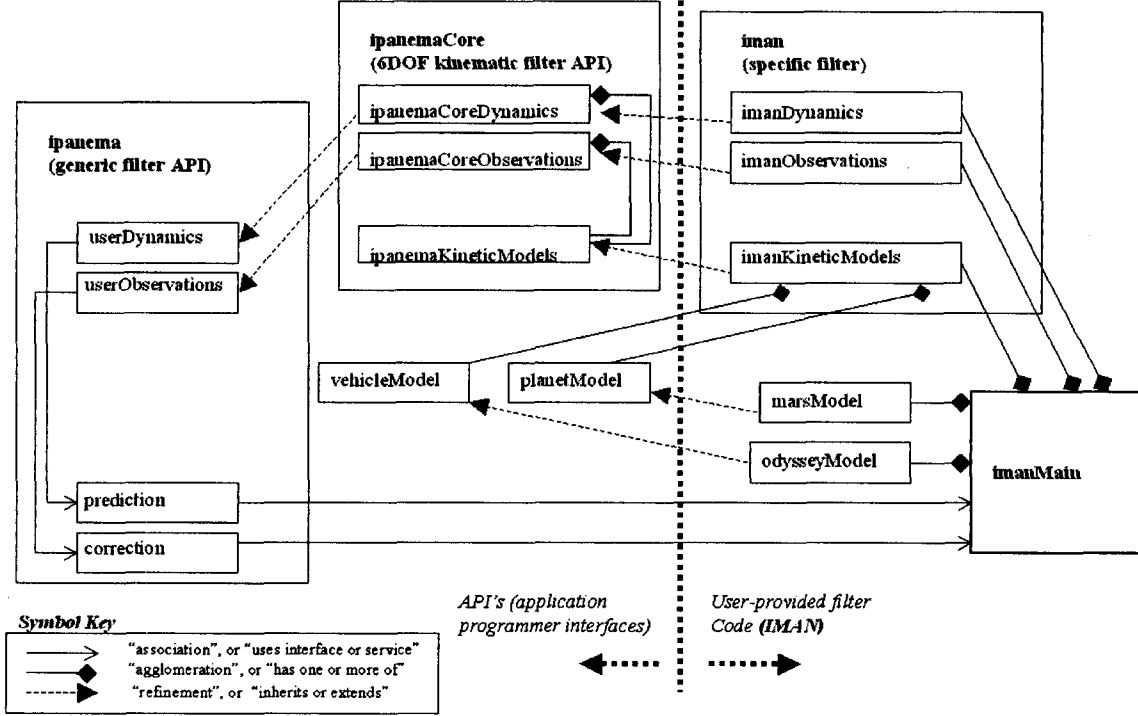 ipanema
(generic filter API)
userDynamics
userObservations
prediction
correction
ipanemaCore
(6DOF kinematic filter API)
ipanemaCoreDynamics
ipanemaCoreObservations
ipanemaKineticModels
iman
(specific filter)
imanDynamics
imanObservations
imanKineticModels
vehicleModel
planetModel
marsModel
odysseyModel
imanMain
API's (application
programmer interfaces)
User-provided filter
Code (IMAN)
Symbol Key
"association", or "uses interface or service"
"agglomeration", or "has one or more of"
"refinement", or "inherits or extends"